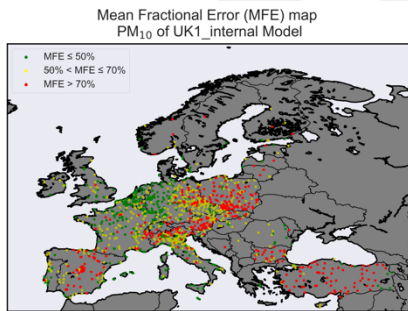 Mean Fractional Error (MFE) map
PM₁₀ of UK1_internal Model
MFE ≤ 50%
50% < MFE ≤ 70%
MFE > 70%